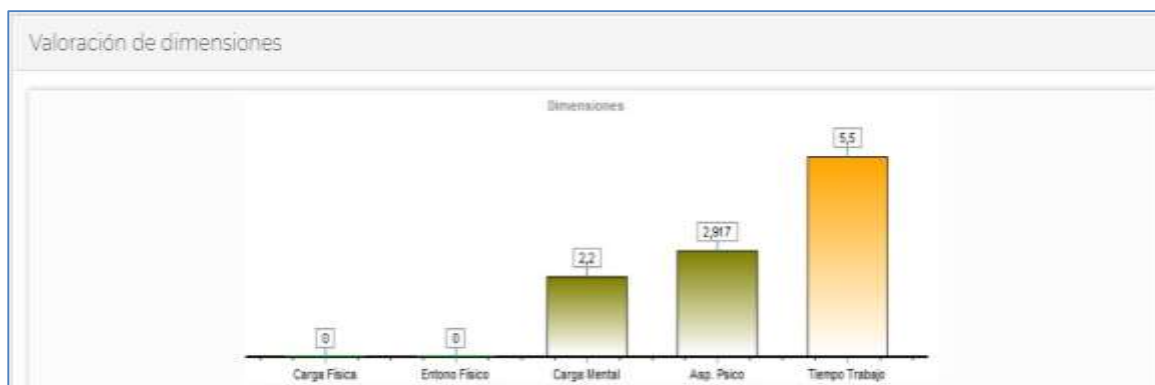 Valoración de dimensiones
Dimensiones
0
0
2,2
2,917
5,5
Carga Física
Entono Físico
Carga Mental
Asp. Psico
Tiempo Trabajo